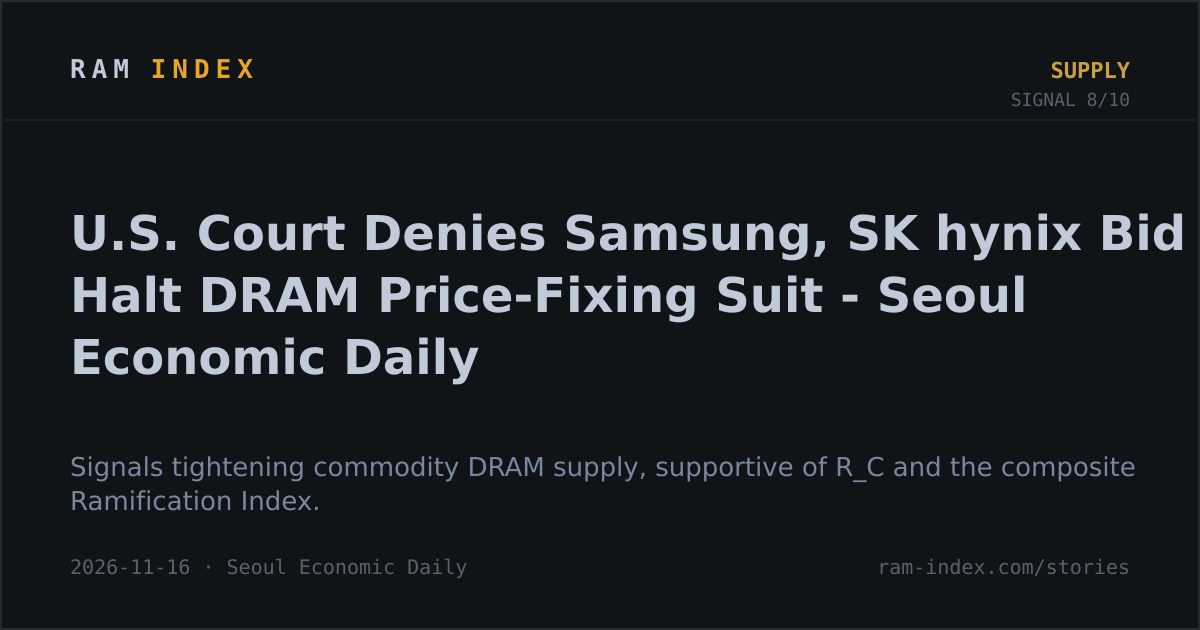 RAM INDEX
SUPPLY
SIGNAL 8/10
U.S. Court Denies Samsung, SK hynix Bid
Halt DRAM Price-Fixing Suit - Seoul
Economic Daily
Signals tightening commodity DRAM supply, supportive of R_C and the composite
Ramification Index.
2026-11-16 · Seoul Economic Daily
ram-index.com/stories